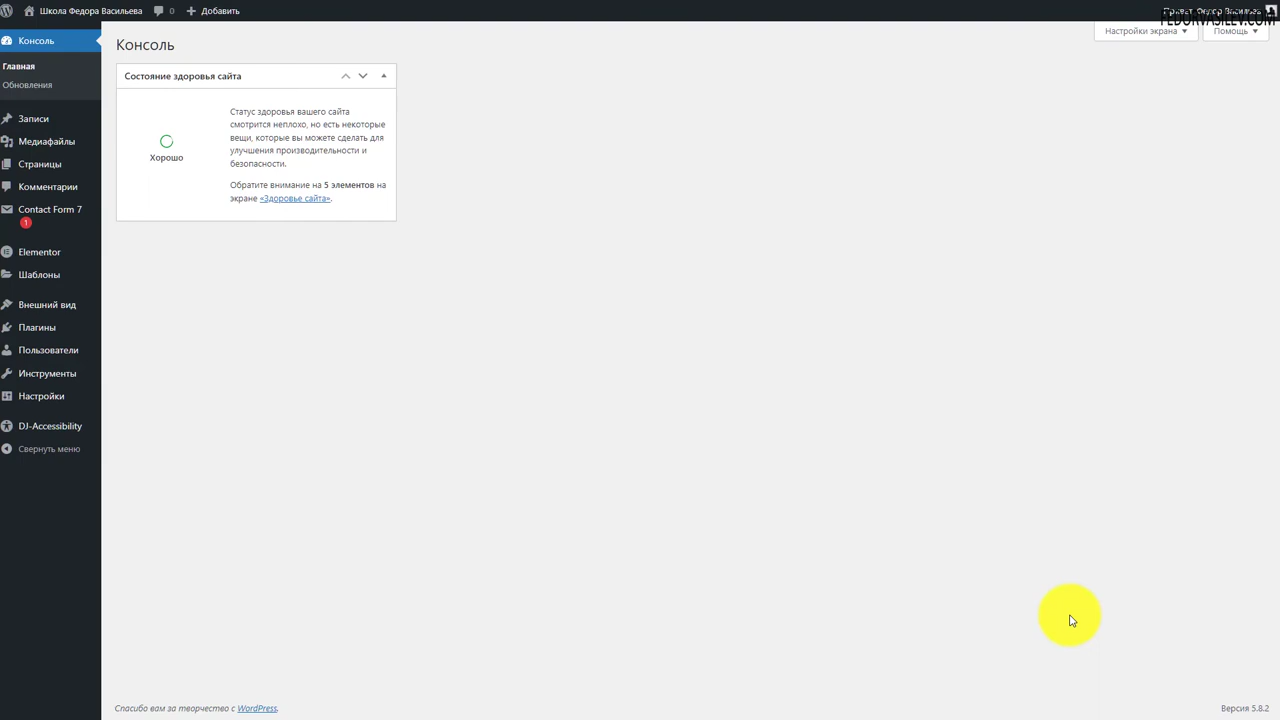 Школа Федора Васильева
0
Добавить
Привет, Федор Васильев
FEDORVASILEV.COM
Консоль
Главная
Обновления
Записи
Медиафайлы
Страницы
Комментарии
Contact Form 7
1
Elementor
Шаблоны
Внешний вид
Плагины
Пользователи
Инструменты
Настройки
DJ-Accessibility
Свернуть меню
Настройки экрана
Помощь
Консоль
Состояние здоровья сайта
Хорошо
Статус здоровья вашего сайта
смотрится неплохо, но есть некоторые
вещи, которые вы можете сделать для
улучшения производительности и
безопасности.
Обратите внимание на 5 элементов на
экране «Здоровье сайта».
Спасибо вам за творчество с WordPress.
Версия 5.8.2